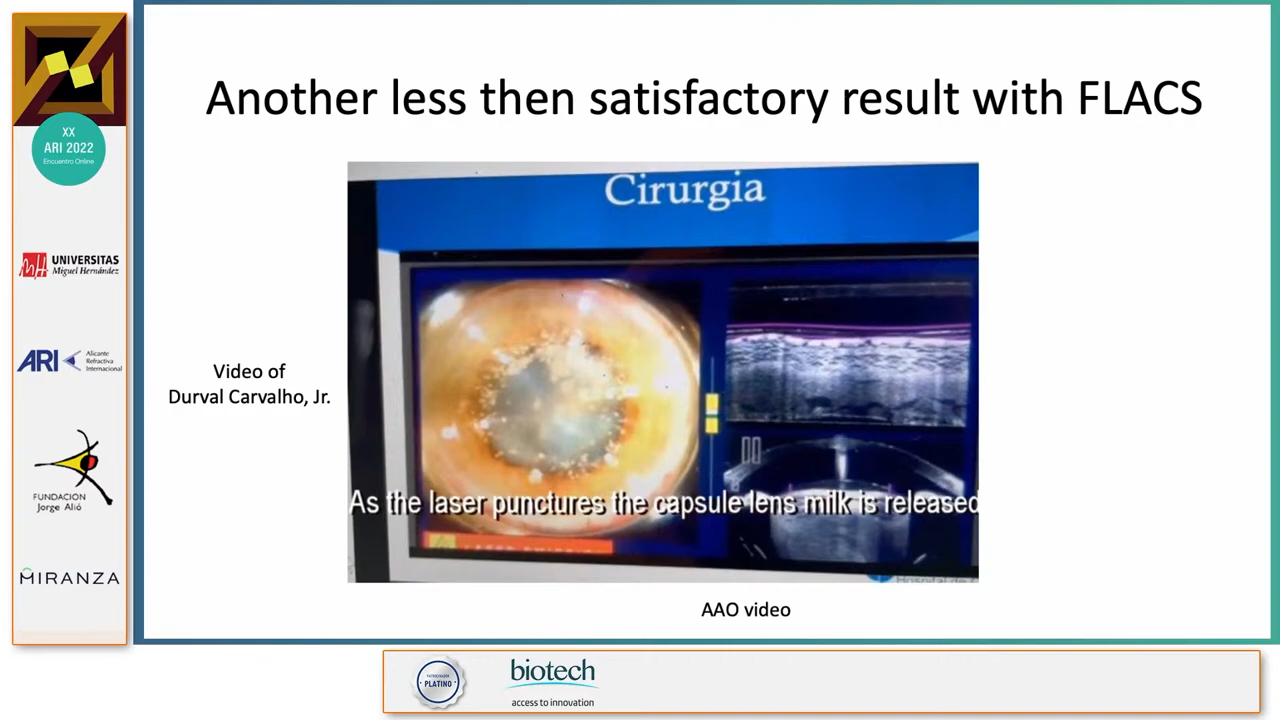 Another less then satisfactory result with FLACS
XX
ARI 2022
Encuentro Online
UNIVERSITAS
Miguel Hernández
ARI
Alicante
Refractiva
Internacional
FUNDACION
Jorge Alió
MIRANZA
Video of
Durval Carvalho, Jr.
Cirurgia
As the laser punctures the capsule lens milk is released
AAO video
PATROCINADOR
PLATINO
biotech
access to innovation